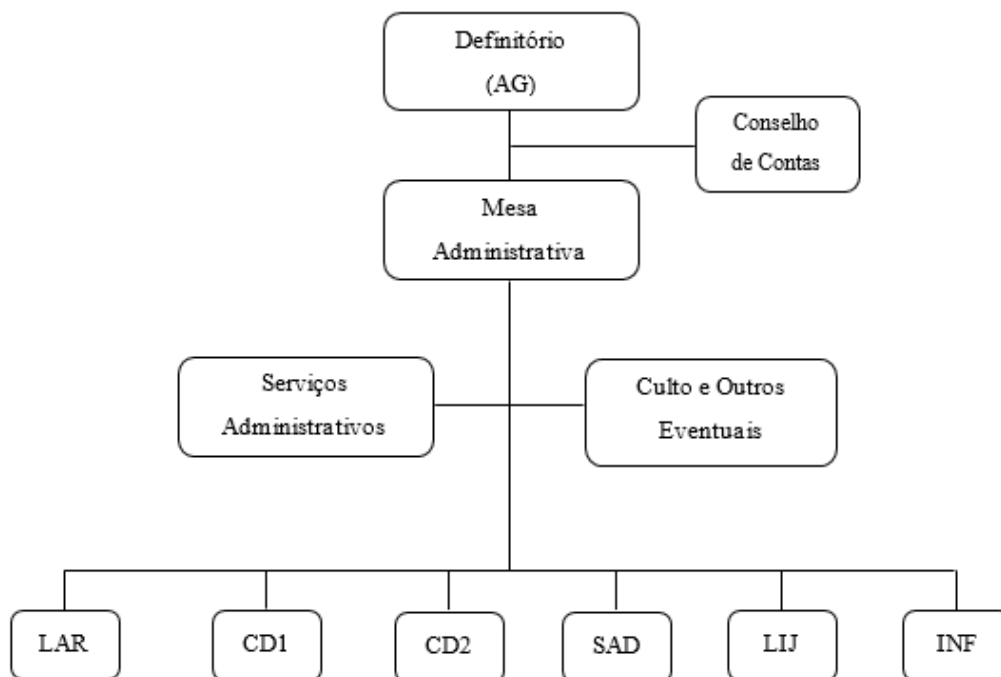 Definitório
(AG)
Conselho
de Contas
Mesa
Administrativa
Serviços
Administrativos
Culto e Outros
Eventuais
LAR
CD1
CD2
SAD
LIJ
INF